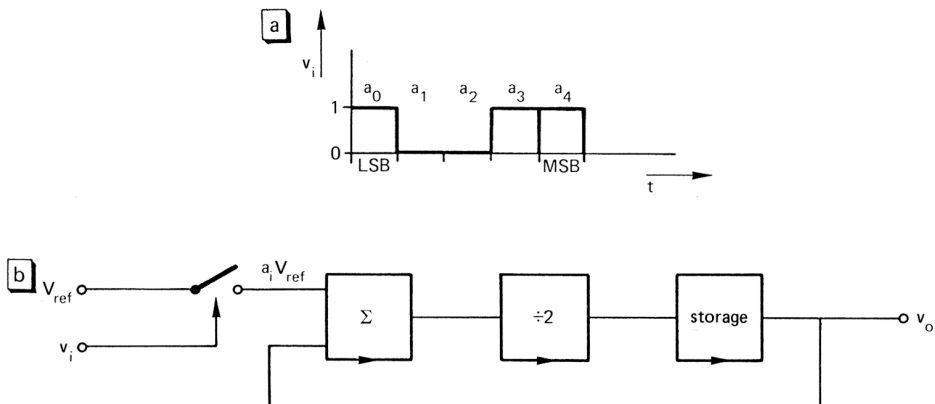 a
v_i
a_0 a_1 a_2 a_3 a_4
1
0
LSB MSB
t
b
V_ref
a_i V_ref
Σ
÷2
storage
v_o
v_i